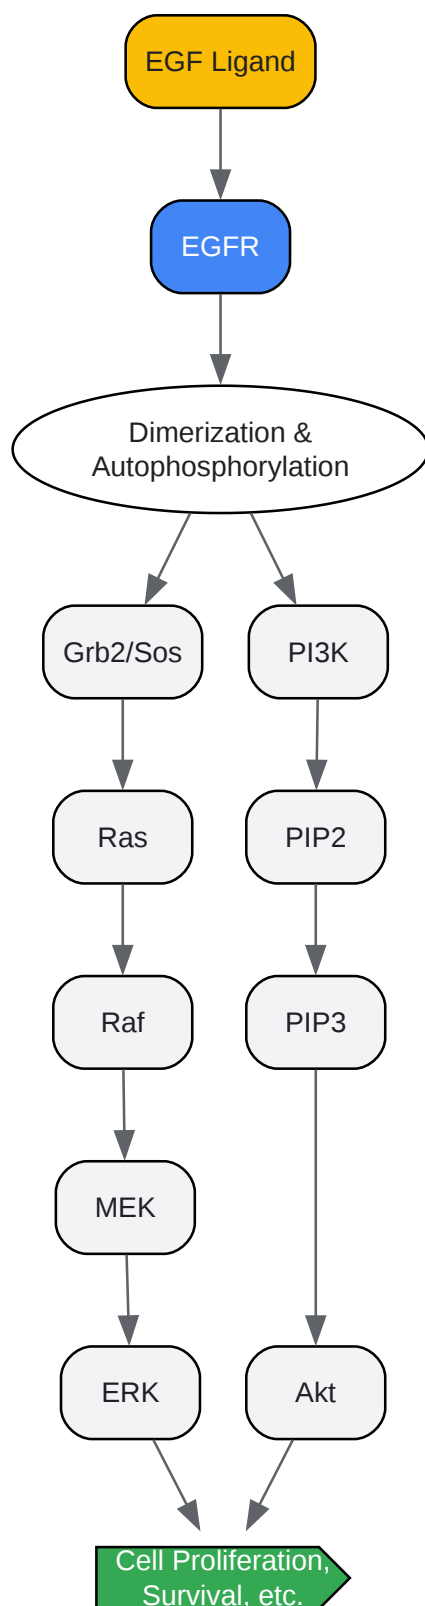 EGF Ligand
EGFR
Dimerization &
Autophosphorylation
Grb2/Sos
PI3K
Ras
PIP2
Raf
PIP3
MEK
ERK
Akt
Cell Proliferation,
Survival, etc.